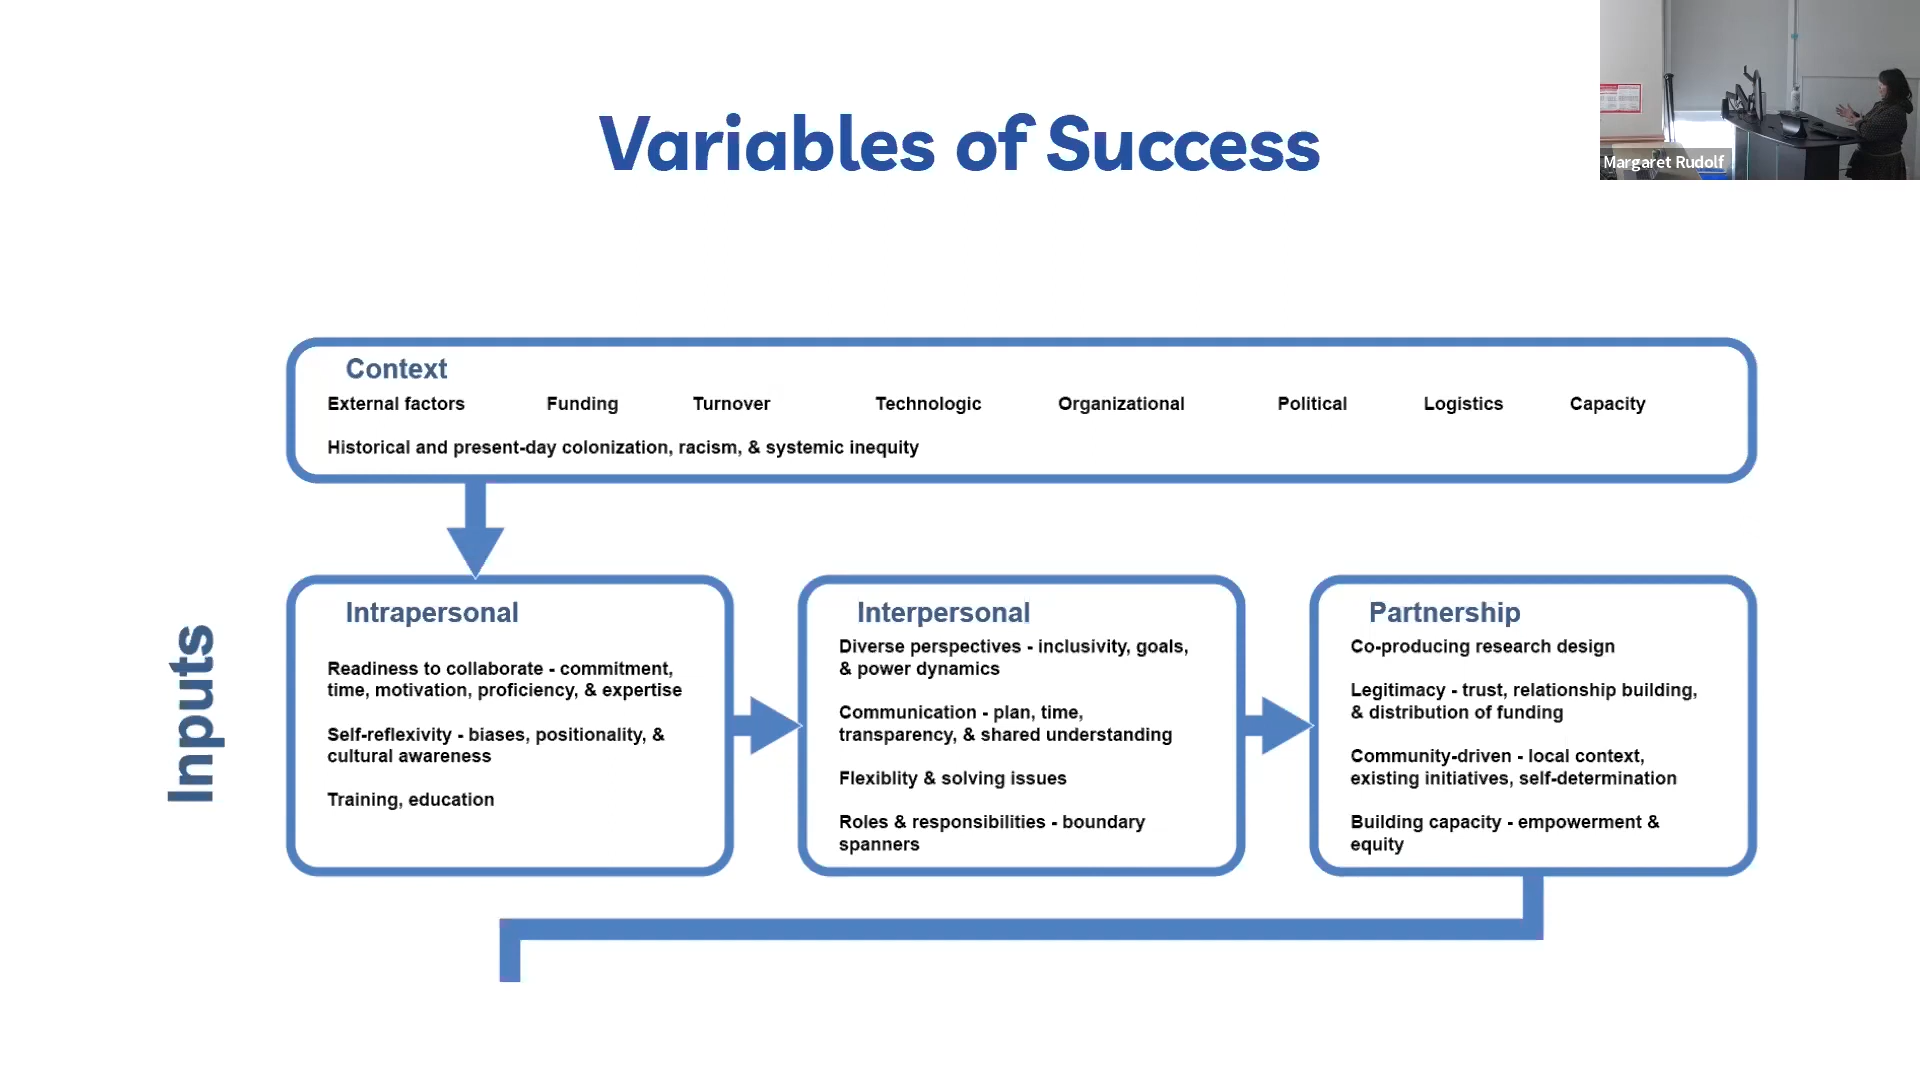 Variables of Success
Margaret Rudolf
Context
External factors Funding Turnover Technologic Organizational Political Logistics Capacity
Historical and present-day colonization, racism, & systemic inequity
Inputs
Intrapersonal
Readiness to collaborate - commitment,
time, motivation, proficiency, & expertise
Self-reflexivity - biases, positionality, &
cultural awareness
Training, education
Interpersonal
Diverse perspectives - inclusivity, goals,
& power dynamics
Communication - plan, time,
transparency, & shared understanding
Flexiblity & solving issues
Roles & responsibilities - boundary
spanners
Partnership
Co-producing research design
Legitimacy - trust, relationship building,
& distribution of funding
Community-driven - local context,
existing initiatives, self-determination
Building capacity - empowerment &
equity